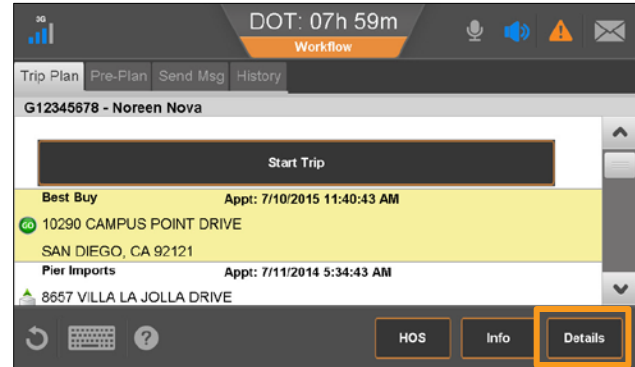 3G
DOT: 07h 59m
Workflow
Trip Plan Pre-Plan Send Msg History
G12345678 - Noreen Nova
Start Trip
Best Buy Appt: 7/10/2015 11:40:43 AM
GO 10290 CAMPUS POINT DRIVE
SAN DIEGO, CA 92121
Pier Imports Appt: 7/11/2014 5:34:43 AM
8657 VILLA LA JOLLA DRIVE
? HOS Info Details